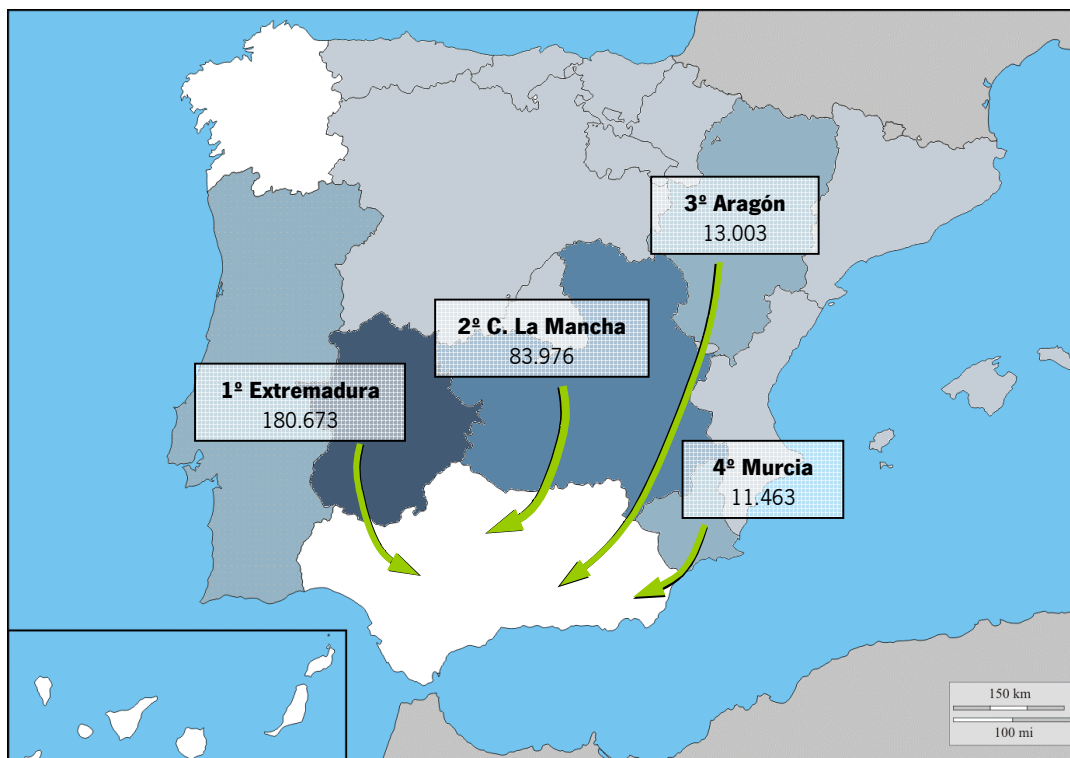 3º Aragón
13.003
2º C. La Mancha
83.976
1º Extremadura
180.673
4º Murcia
11.463
150 km
100 mi